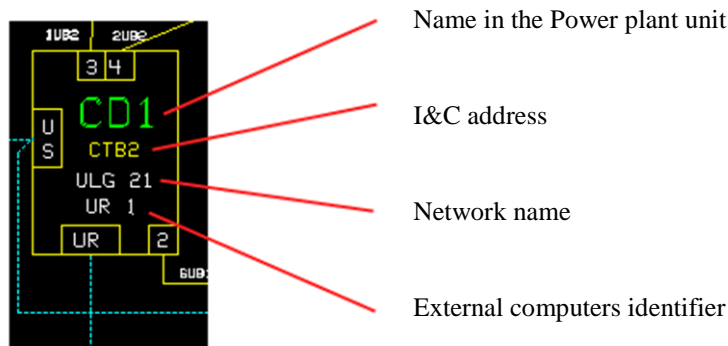 1UB2 2UB2
3 4
Name in the Power plant unit
CD1
U
S
I&C address
CTB2
ULG 21
UR 1
Network name
UR 2
External computers identifier